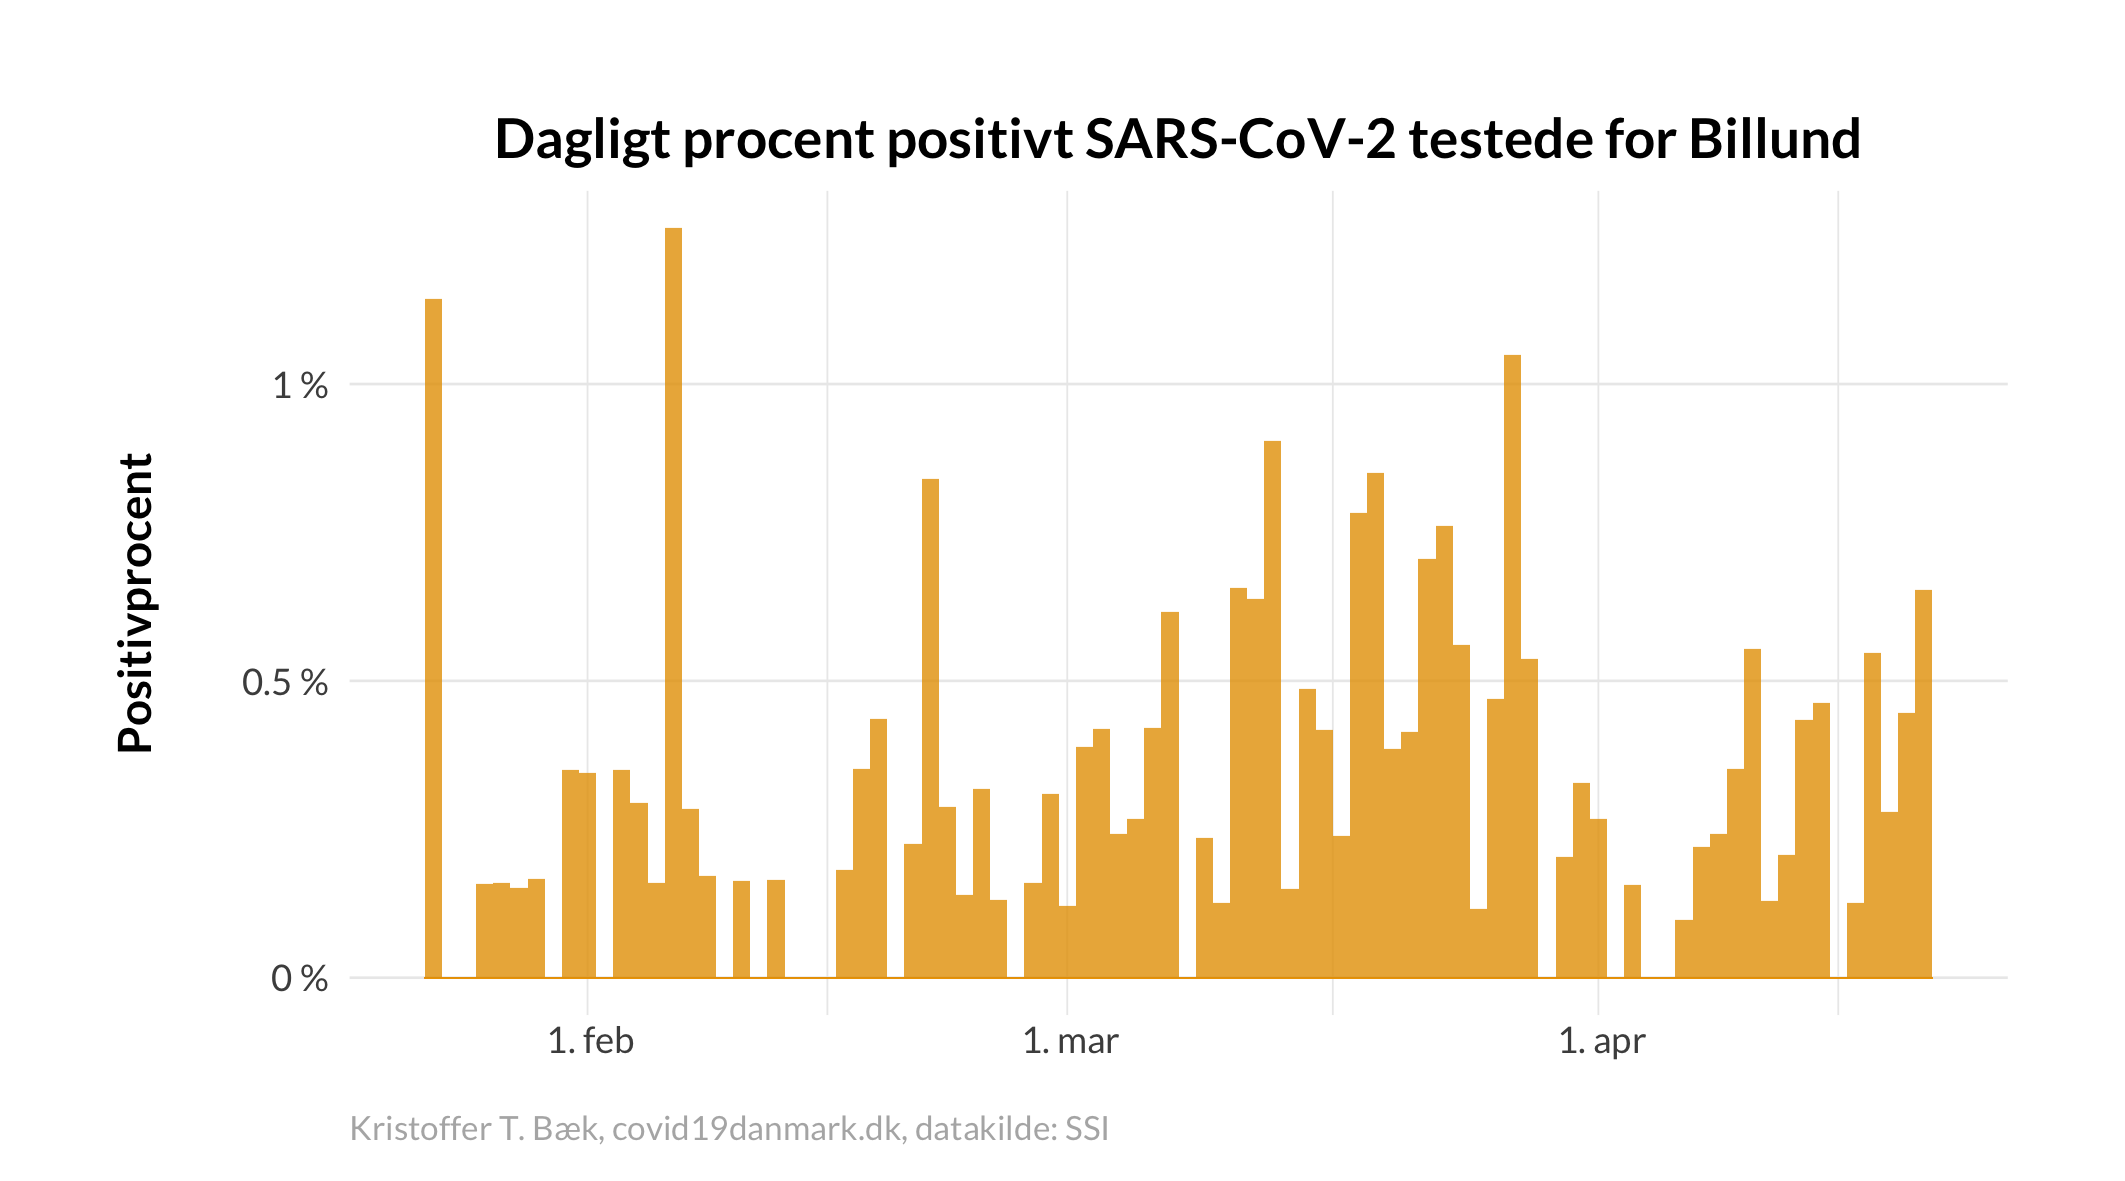 Dagligt procent positivt SARS-CoV-2 testede for Billund
Positivprocent
1 %
0.5 %
0 %
1. feb
1. mar
1. apr
Kristoffer T. Bæk, covid19danmark.dk, datakilde: SSI